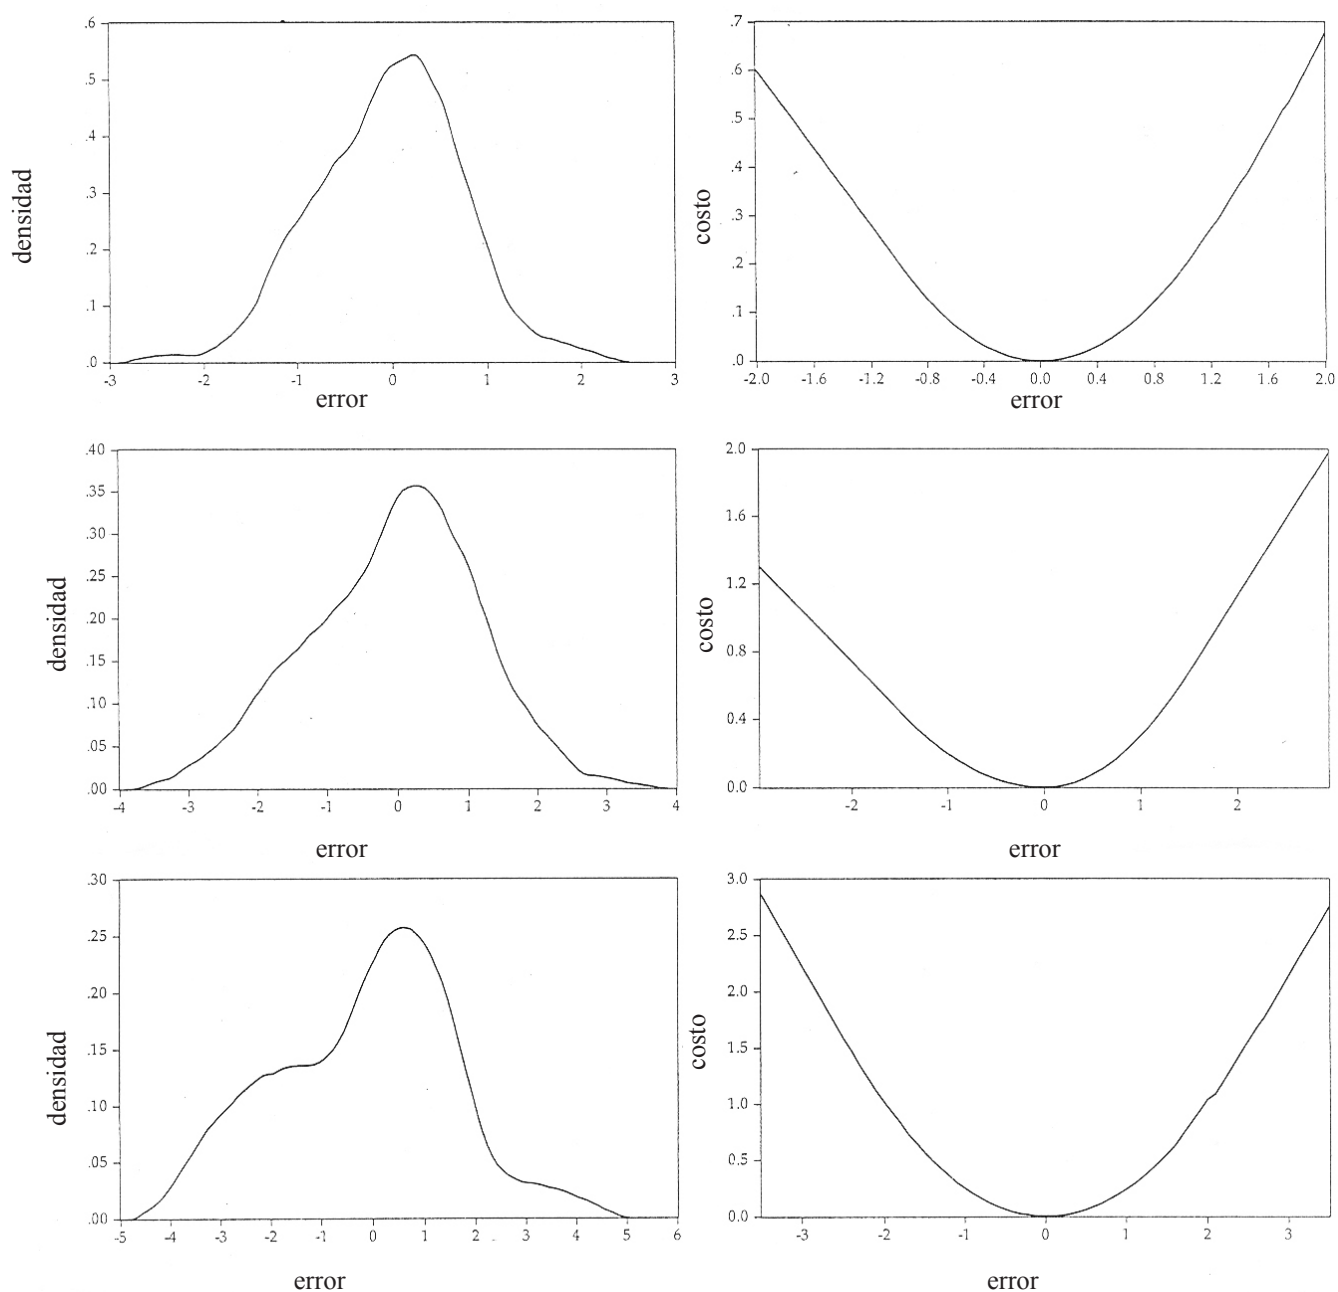 .6
.5
.4
.3
.2
.1
.0
densidad
-3 -2 -1 0 1 2 3
error
.7
.6
.5
.4
.3
.2
.1
.0
costo
-2.0 -1.6 -1.2 -0.8 -0.4 0.0 0.4 0.8 1.2 1.6 2.0
error
.40
.35
.30
.25
.20
.15
.10
.05
.00
densidad
-4 -3 -2 -1 0 1 2 3 4
error
2.0
1.6
1.2
0.8
0.4
0.0
costo
-2 -1 0 1 2
error
.30
.25
.20
.15
.10
.05
.00
densidad
-5 -4 -3 -2 -1 0 1 2 3 4 5 6
error
3.0
2.5
2.0
1.5
1.0
0.5
0.0
costo
-3 -2 -1 0 1 2 3
error